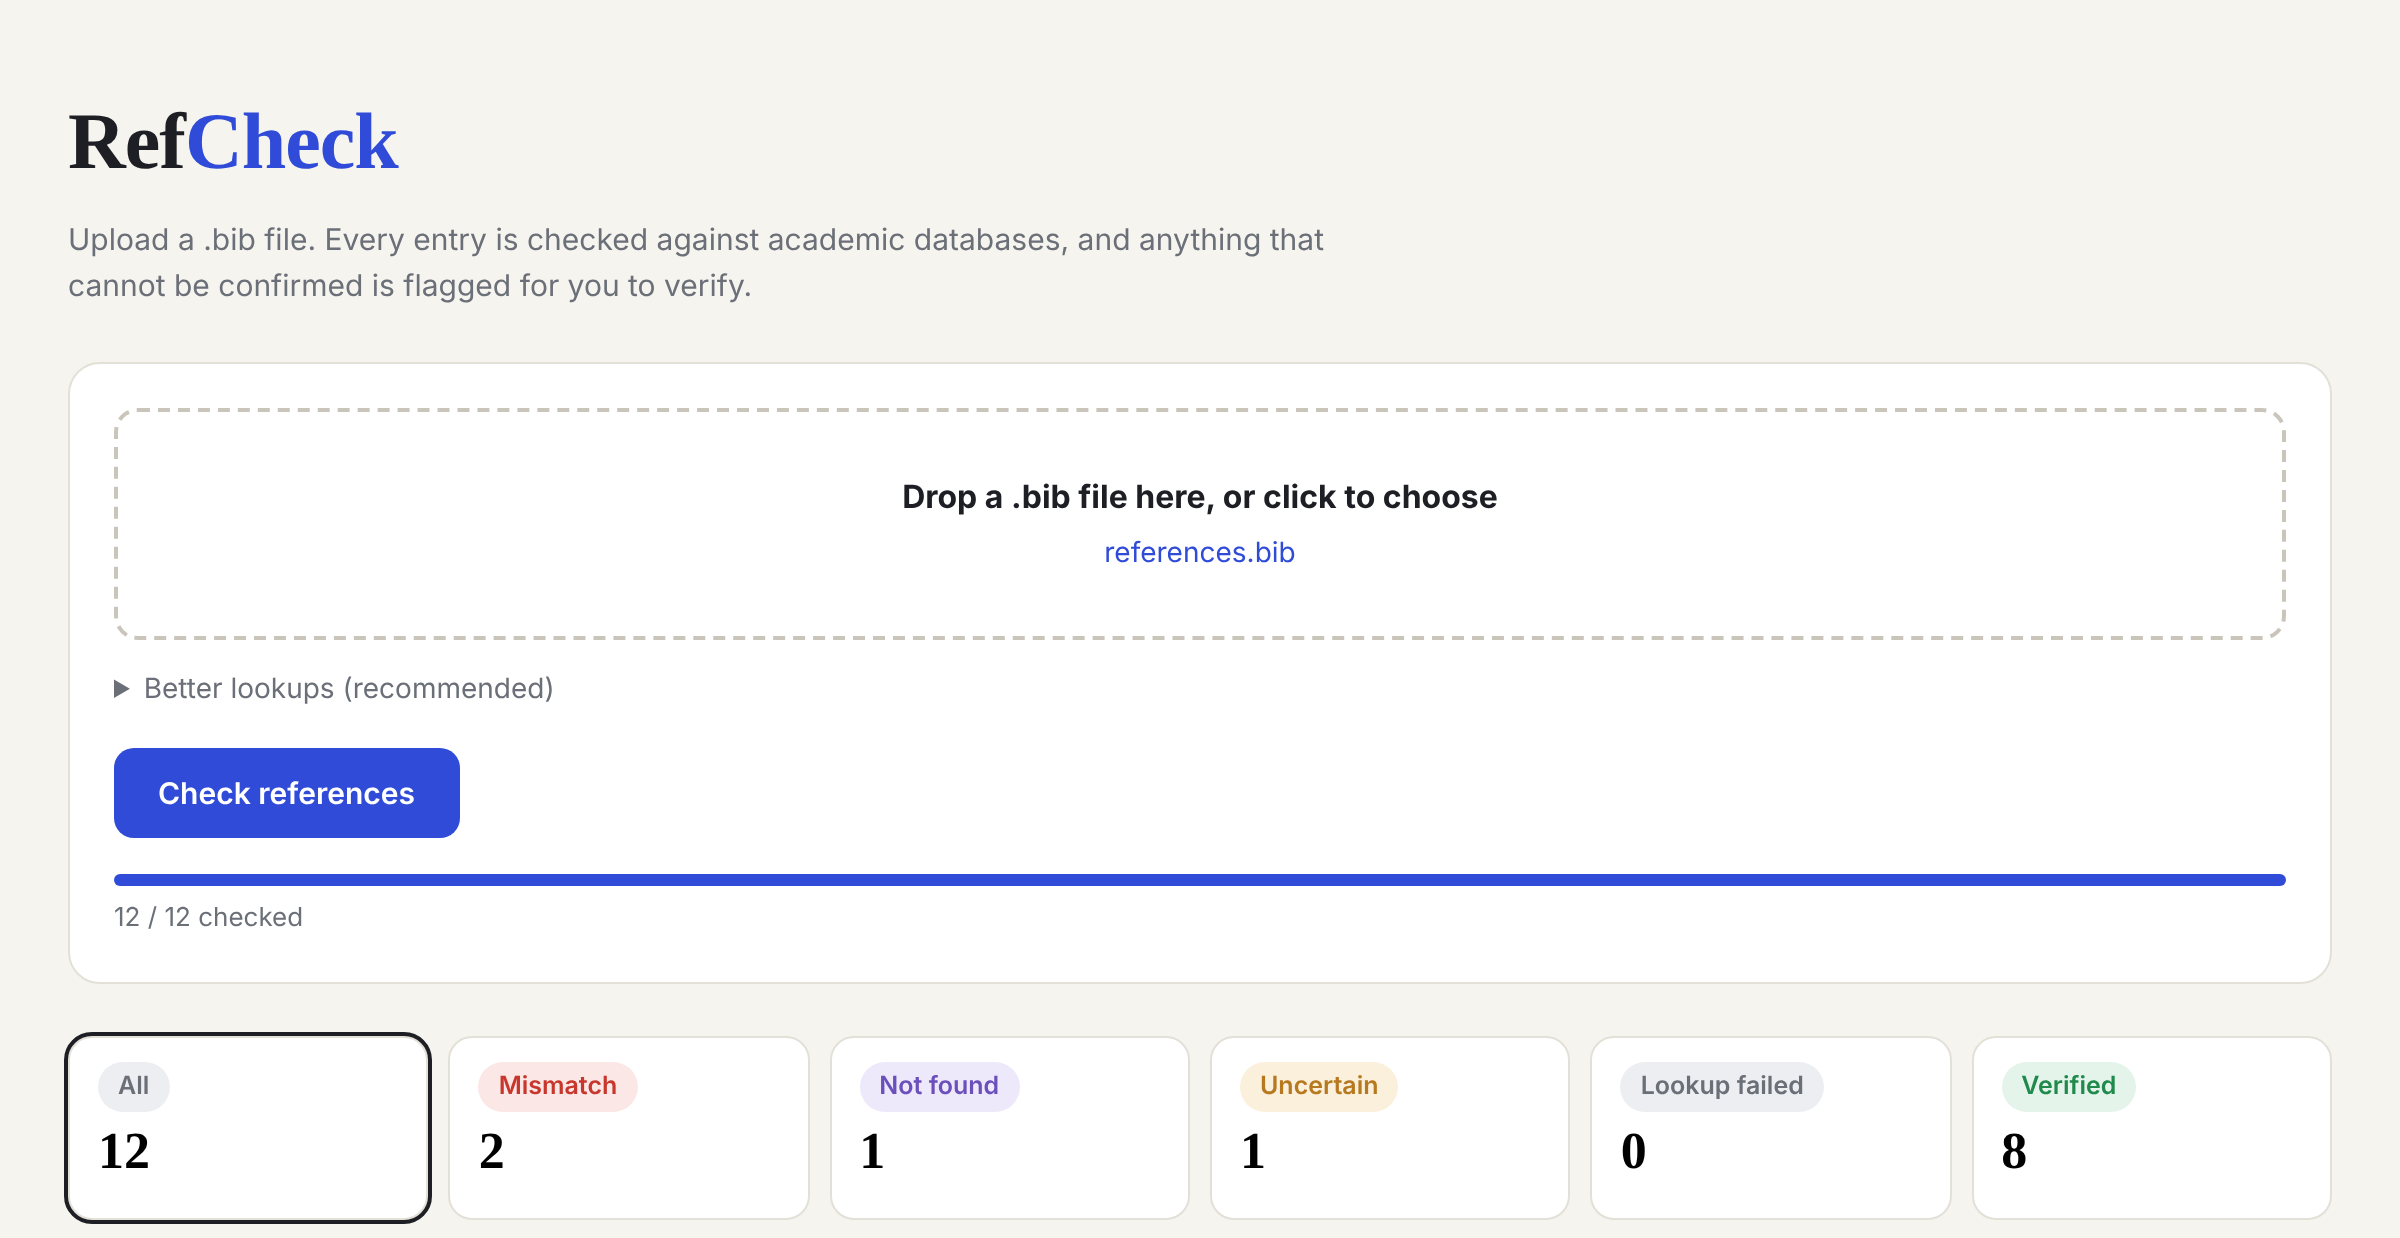 RefCheck
Upload a .bib file. Every entry is checked against academic databases, and anything that
cannot be confirmed is flagged for you to verify.
Drop a .bib file here, or click to choose
references.bib
Better lookups (recommended)
Check references
12 / 12 checked
All
12
Mismatch
2
Not found
1
Uncertain
1
Lookup failed
0
Verified
8